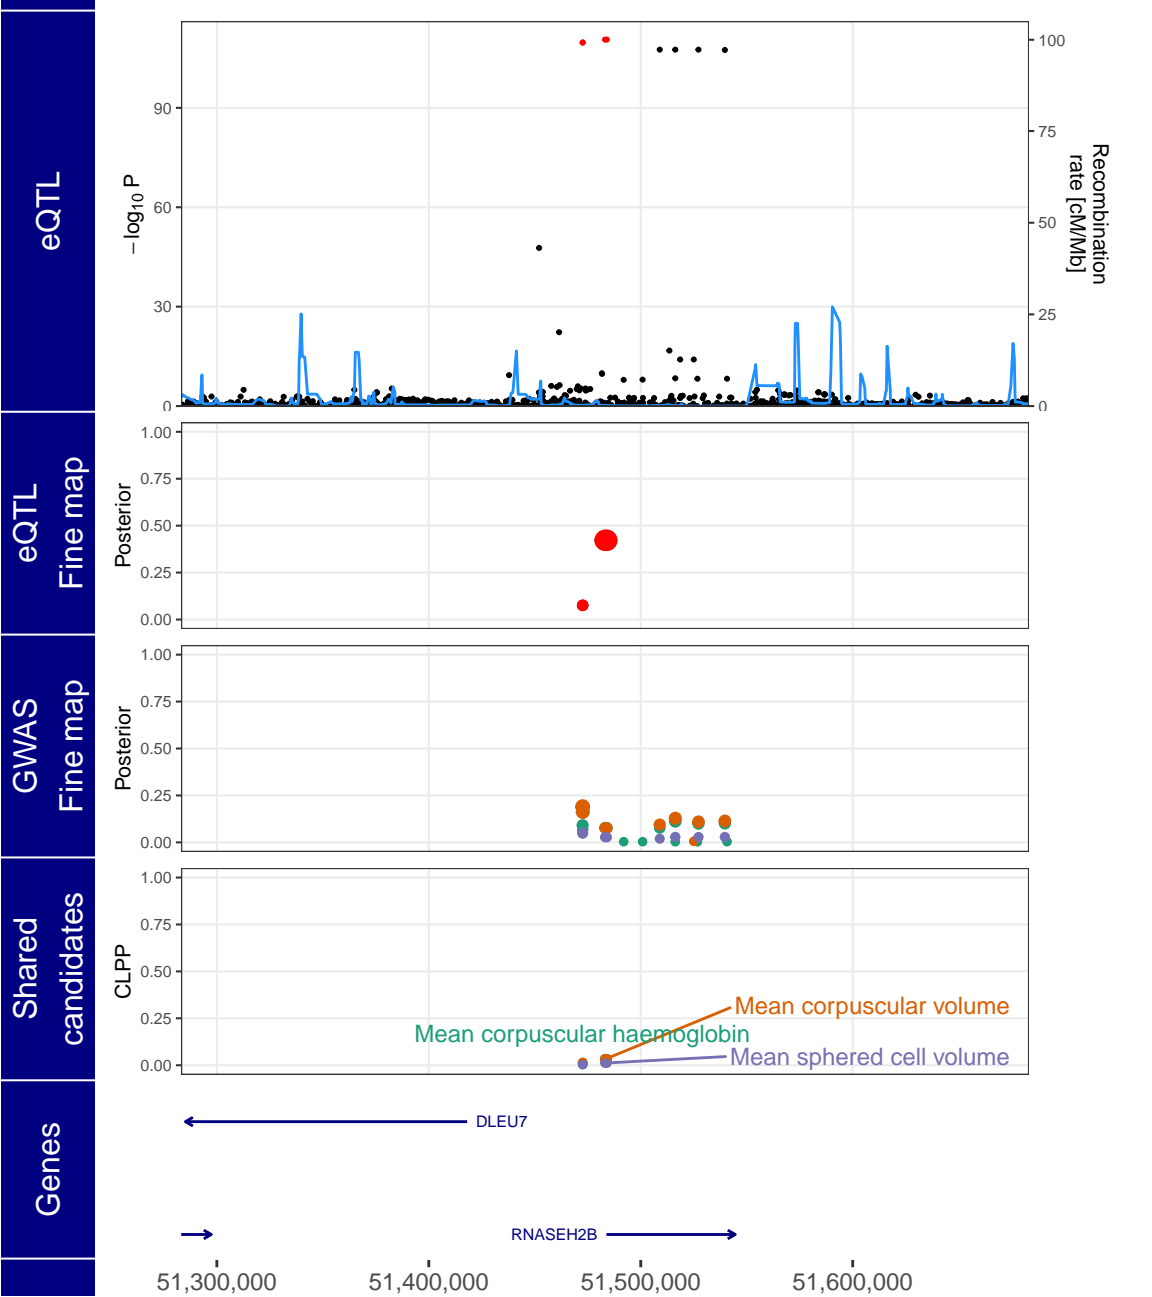 eQTL
−log10 P
90
60
30
0
100
75
50
25
0
Recombination
rate [cM/Mb]
eQTL
Fine map
Posterior
1.00
0.75
0.50
0.25
0.00
GWAS
Fine map
Posterior
1.00
0.75
0.50
0.25
0.00
Shared
candidates
CLPP
1.00
0.75
0.50
0.25
0.00
Mean corpuscular volume
Mean corpuscular haemoglobin
Mean sphered cell volume
Genes
DLEU7
RNASEH2B
51,300,000
51,400,000
51,500,000
51,600,000